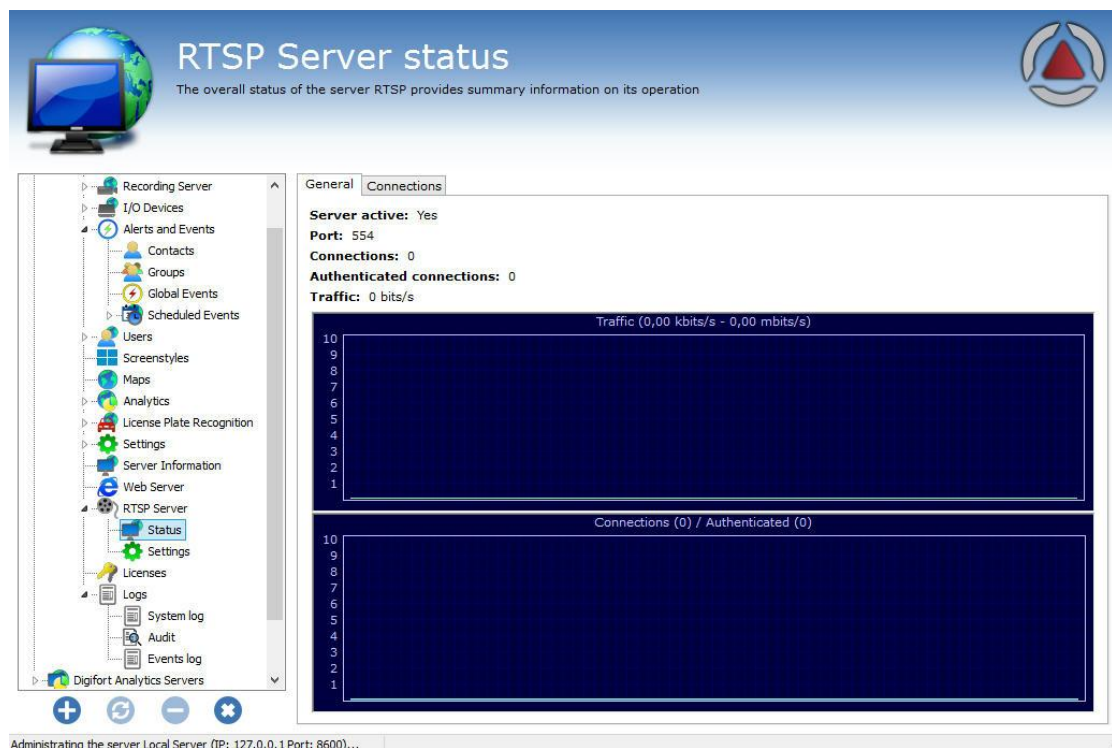 RTSP Server status
The overall status of the server RTSP provides summary information on its operation
Recording Server
I/O Devices
Alerts and Events
Contacts
Groups
Global Events
Scheduled Events
Users
Screenstyles
Maps
Analytics
License Plate Recognition
Settings
Server Information
Web Server
RTSP Server
Status
Settings
Licenses
Logs
System log
Audit
Events log
Digifort Analytics Servers
General Connections
Server active: Yes
Port: 554
Connections: 0
Authenticated connections: 0
Traffic: 0 bits/s
Traffic (0,00 kbits/s - 0,00 mbits/s)
10
9
8
7
6
5
4
3
2
1
Connections (0) / Authenticated (0)
10
9
8
7
6
5
4
3
2
1
Administrating the server Local Server (IP: 127.0.0.1 Port: 8600)...